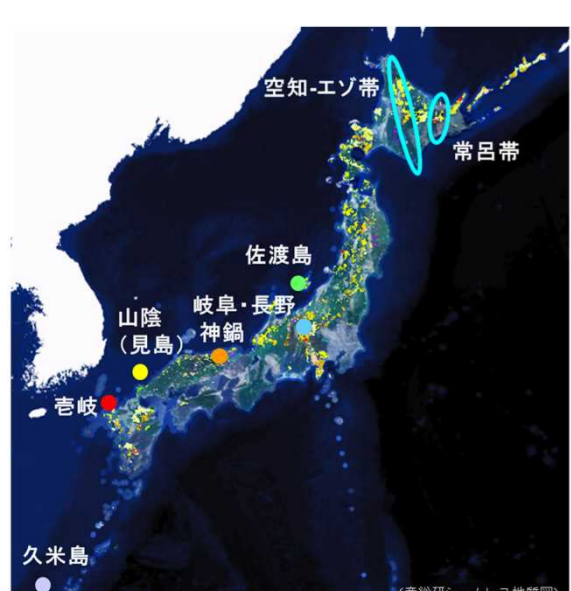 空知-エゾ帯
常呂帯
佐渡島
岐阜・長野
神鍋
山陰
（見島）
壱岐
久米島